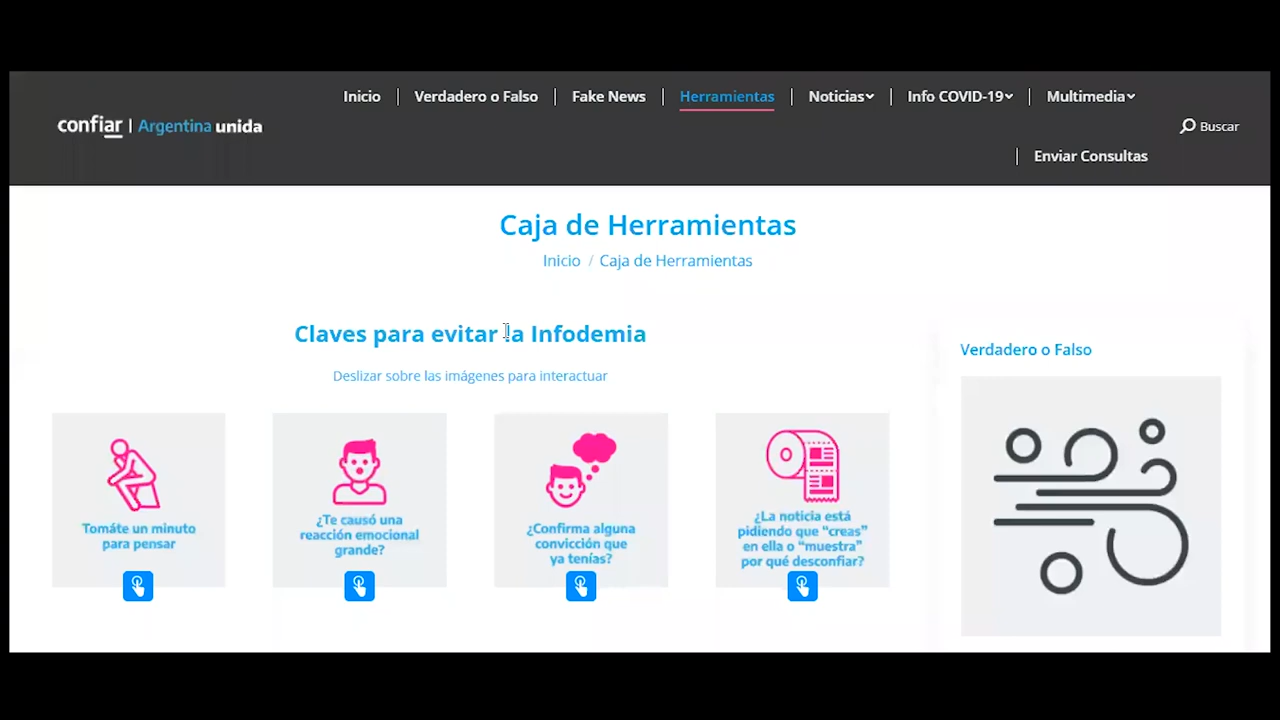 Inicio
Verdadero o Falso
Fake News
Herramientas
Noticias
Info COVID-19
Multimedia
confiar | Argentina unida
Buscar
Enviar Consultas
Caja de Herramientas
Inicio / Caja de Herramientas
Claves para evitar la Infodemia
Deslizar sobre las imágenes para interactuar
Tomáte un minuto
para pensar
¿Te causó una
reacción emocional
grande?
¿Confirma alguna
convicción que
ya tenías?
¿La noticia está
pidiendo que “creas”
en ella o “muestra”
por qué desconfiar?
Verdadero o Falso